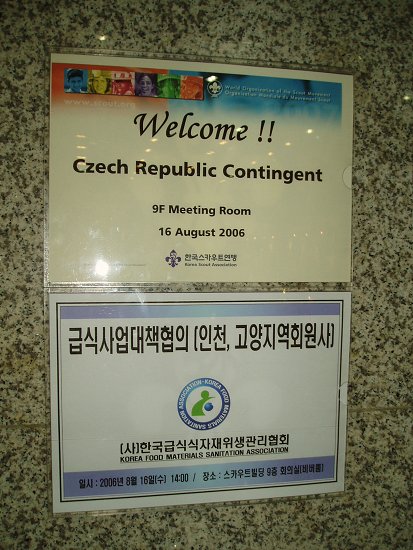 World Organization of the Scout Movement
Organisation Mondiale du Mouvement Scout
www.scout.org
Welcome !!
Czech Republic Contingent
9F Meeting Room
16 August 2006
한국스카우트연맹
Korea Scout Association
급식사업대책협의 (인천, 고양지역회원사)
KOREA FOOD MATERIALS SANITATION ASSOCIATION
(사)한국급식식자재위생관리협회
KOREA FOOD MATERIALS SANITATION ASSOCIATION
일시 : 2006년 8월 16일(수) 14:00 / 장소 : 스카우트빌딩 9층 회의실(비버룸)